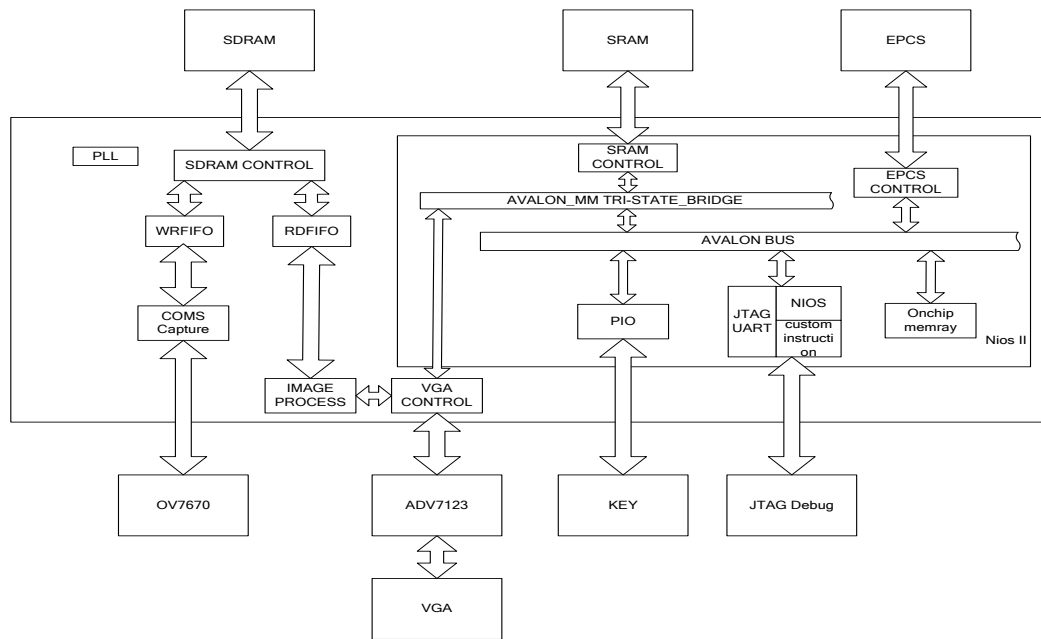 SDRAM
SRAM
EPCS
PLL
SDRAM CONTROL
SRAM
CONTROL
EPCS
CONTROL
AVALON_MM TRI-STATE_BRIDGE
WRFIFO
RDFIFO
AVALON BUS
COMS
Capture
PIO
JTAG
UART
NIOS
custom
instructi
on
Onchip
memray
Nios II
IMAGE
PROCESS
VGA
CONTROL
OV7670
ADV7123
KEY
JTAG Debug
VGA